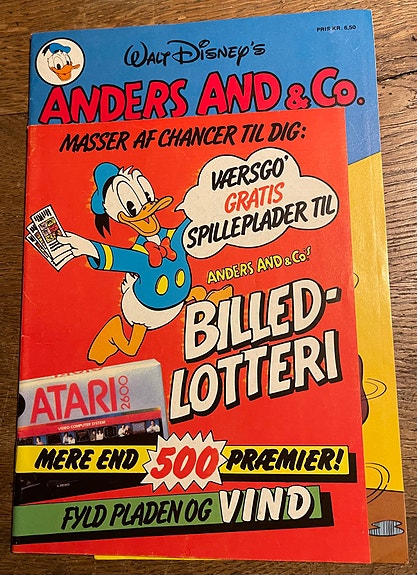 PRIS KR. 6,50
WALT DISNEY'S
ANDERS AND & Co.
MASSER AF CHANCER TIL DIG:
VÆRSGO'
GRATIS
SPILLEPLADER TIL
ANDERS AND & Co's
BILLED-
LOTTERI
ATARI
2600
VIDEO COMPUTER SYSTEM
MERE END 500 PRÆMIER!
FYLD PLADEN OG VIND